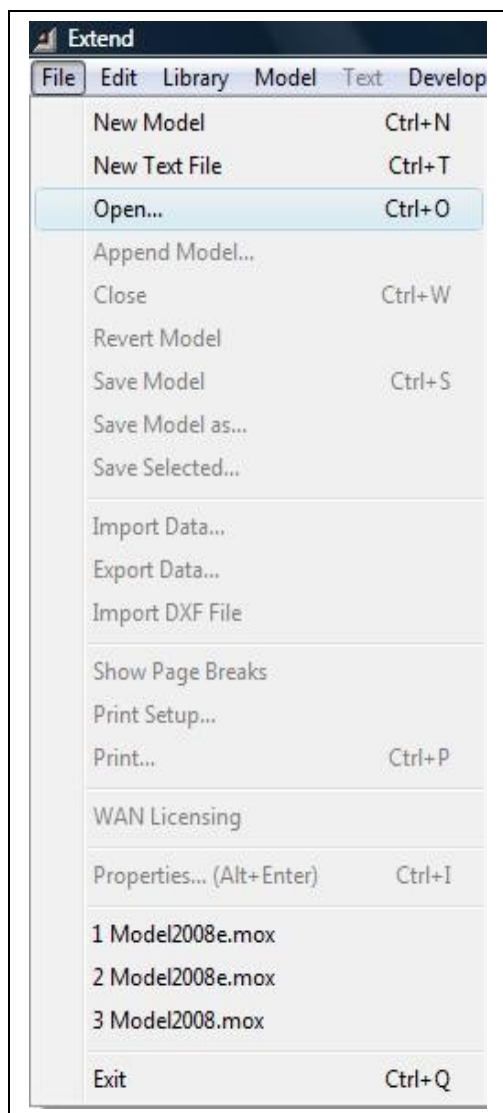 Extend
File Edit Library Model Text Develop
New Model Ctrl+N
New Text File Ctrl+T
Open... Ctrl+O
Append Model...
Close Ctrl+W
Revert Model
Save Model Ctrl+S
Save Model as...
Save Selected...
Import Data...
Export Data...
Import DXF File
Show Page Breaks
Print Setup...
Print... Ctrl+P
WAN Licensing
Properties... (Alt+Enter) Ctrl+I
1 Model2008e.mox
2 Model2008e.mox
3 Model2008.mox
Exit Ctrl+Q